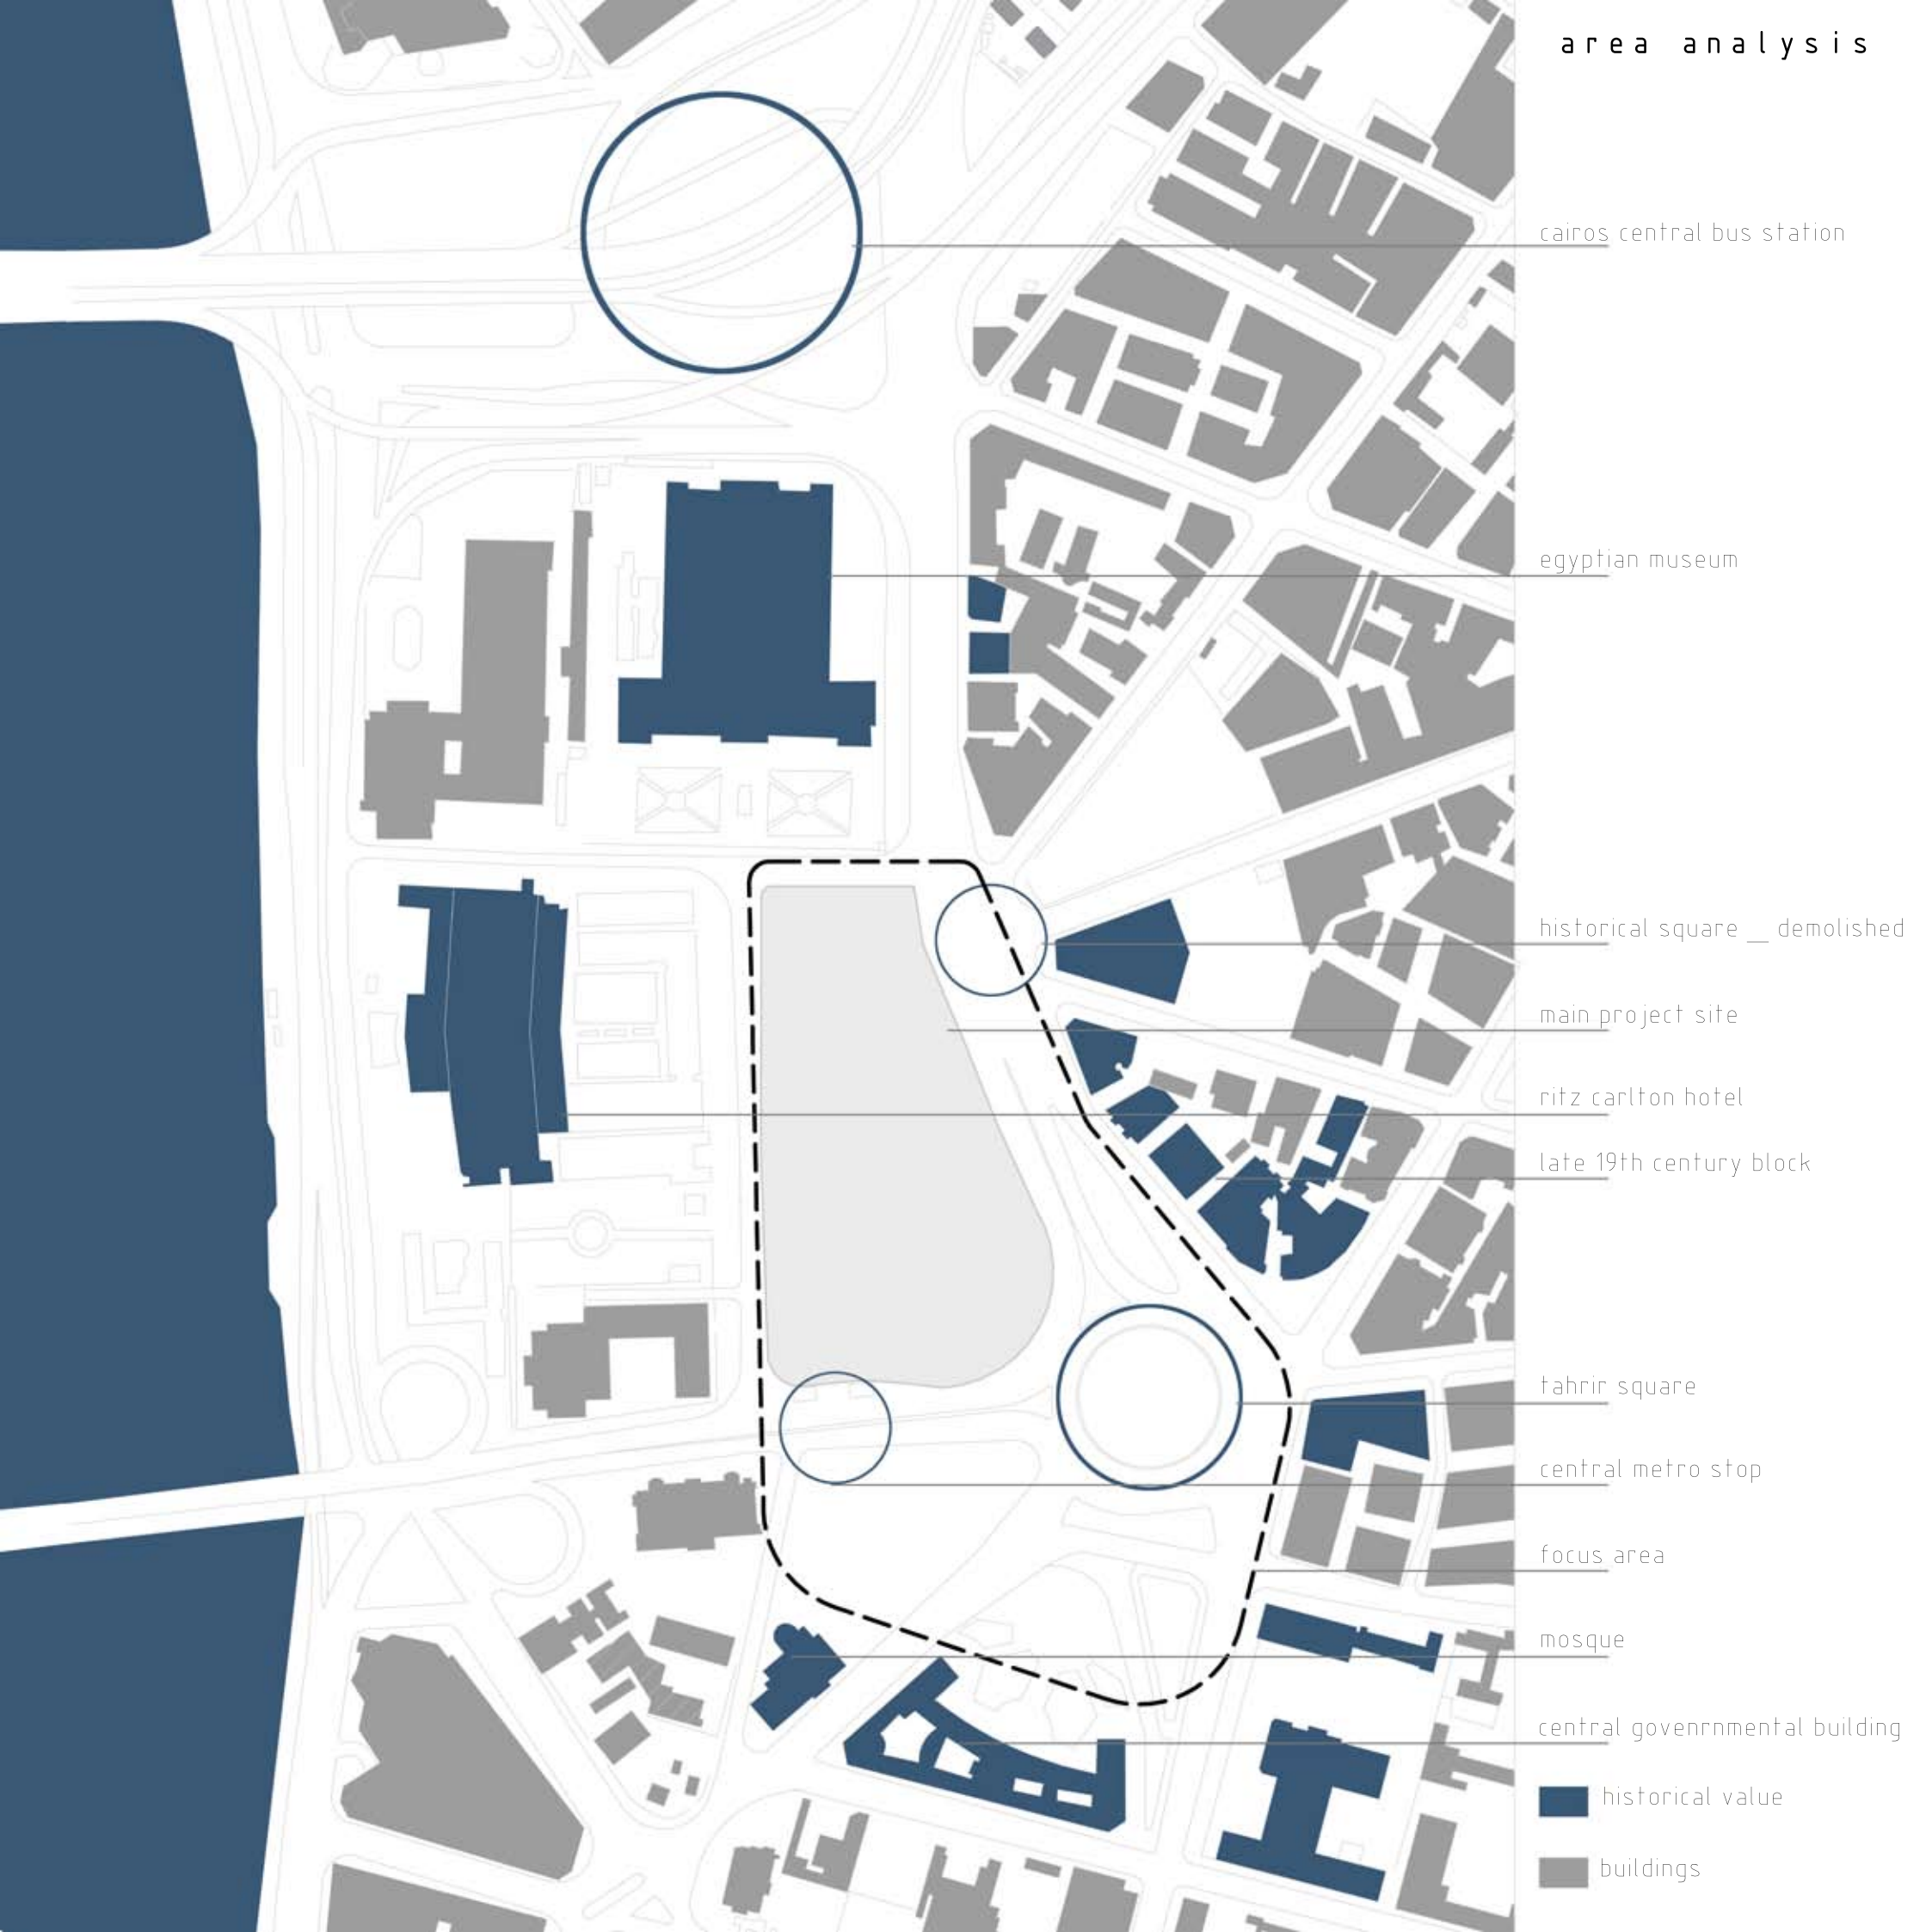 area analysis
cairos central bus station
egyptian museum
historical square _ demolished
main project site
ritz carlton hotel
late 19th century block
tahrir square
central metro stop
focus area
mosque
central govenrnmental building
historical value
buildings